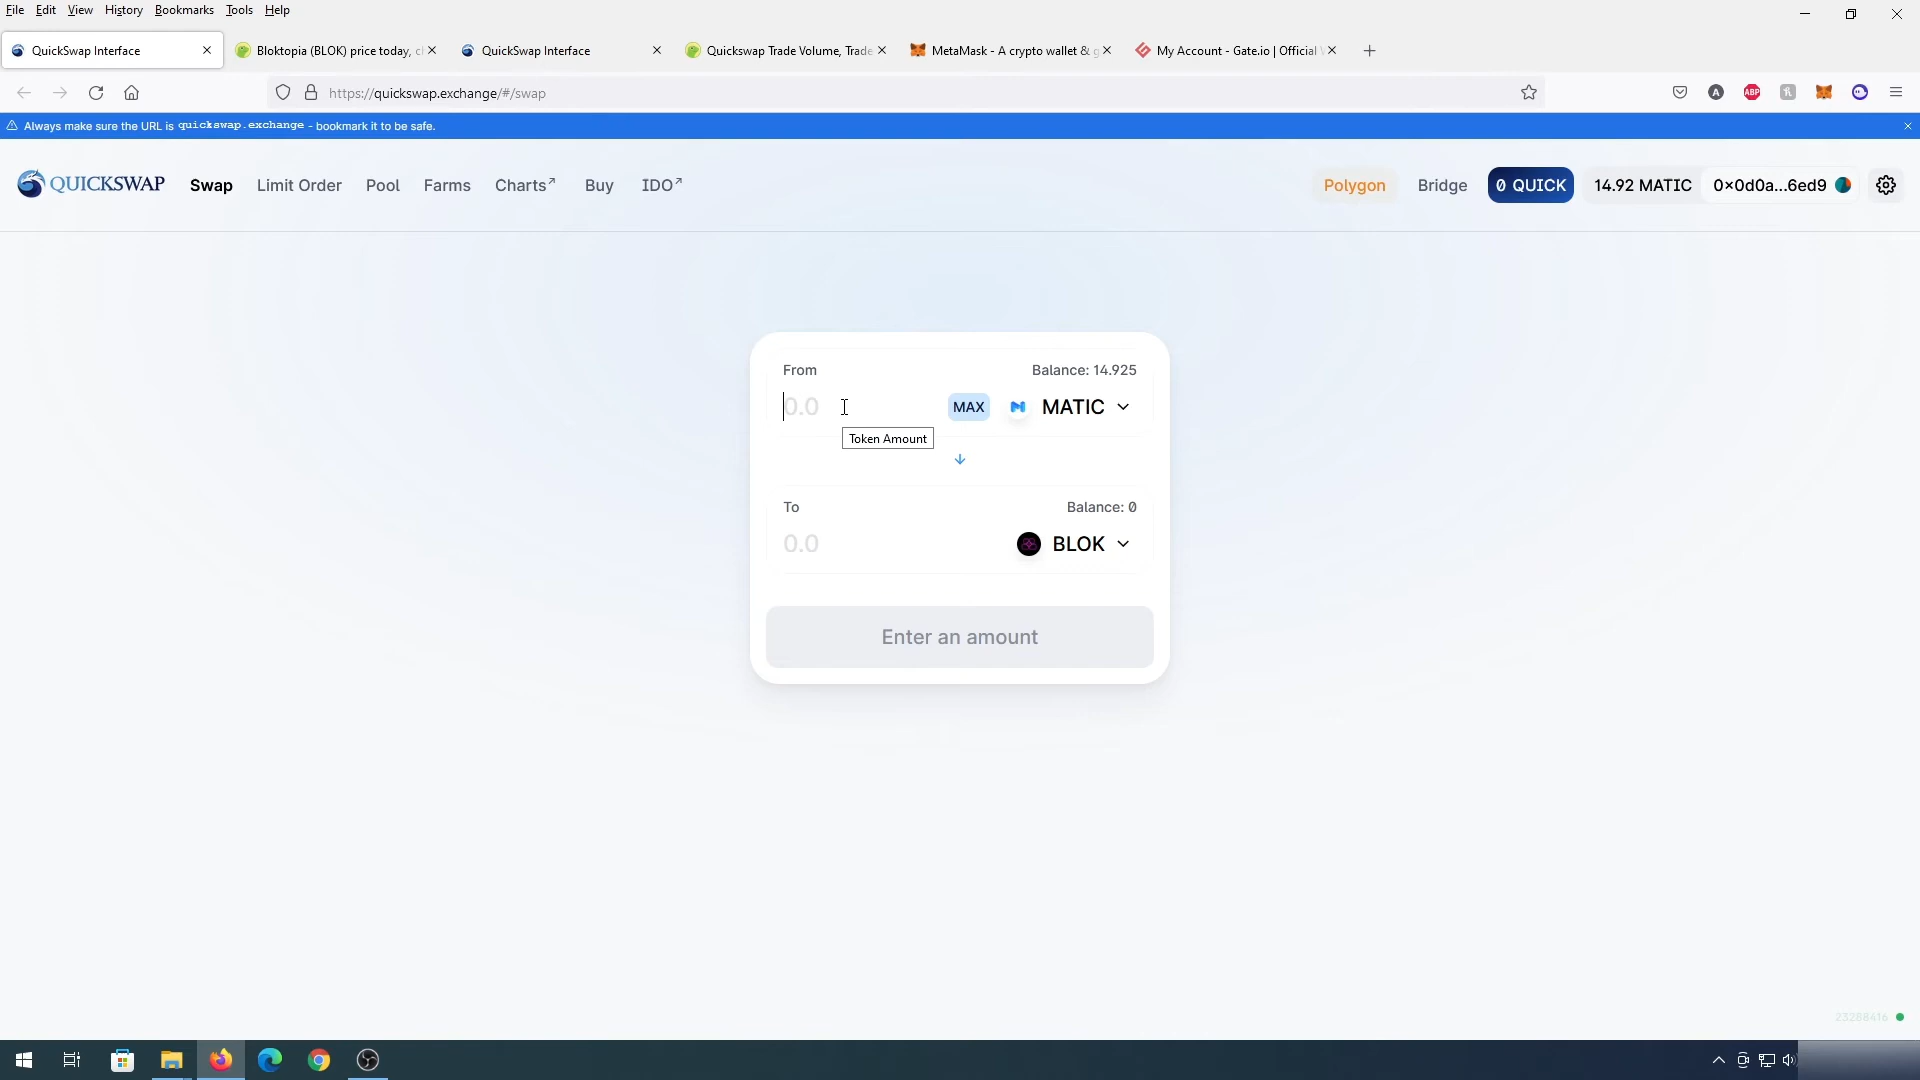 File Edit View History Bookmarks Tools Help
QuickSwap Interface
Bloktopia (BLOK) price today, c
QuickSwap Interface
Quickswap Trade Volume, Trade
MetaMask - A crypto wallet & g
My Account - Gate.io | Official
https://quickswap.exchange/#/swap
A
ABP
Always make sure the URL is quickswap.exchange - bookmark it to be safe.
QUICKSWAP
Swap
Limit Order
Pool
Farms
Charts↗
Buy
IDO↗
Polygon
Bridge
0 QUICK
14.92 MATIC
0×0d0a...6ed9
From
Balance: 14.925
0.0
MAX
MATIC
Token Amount
To
Balance: 0
0.0
BLOK
Enter an amount
23288416